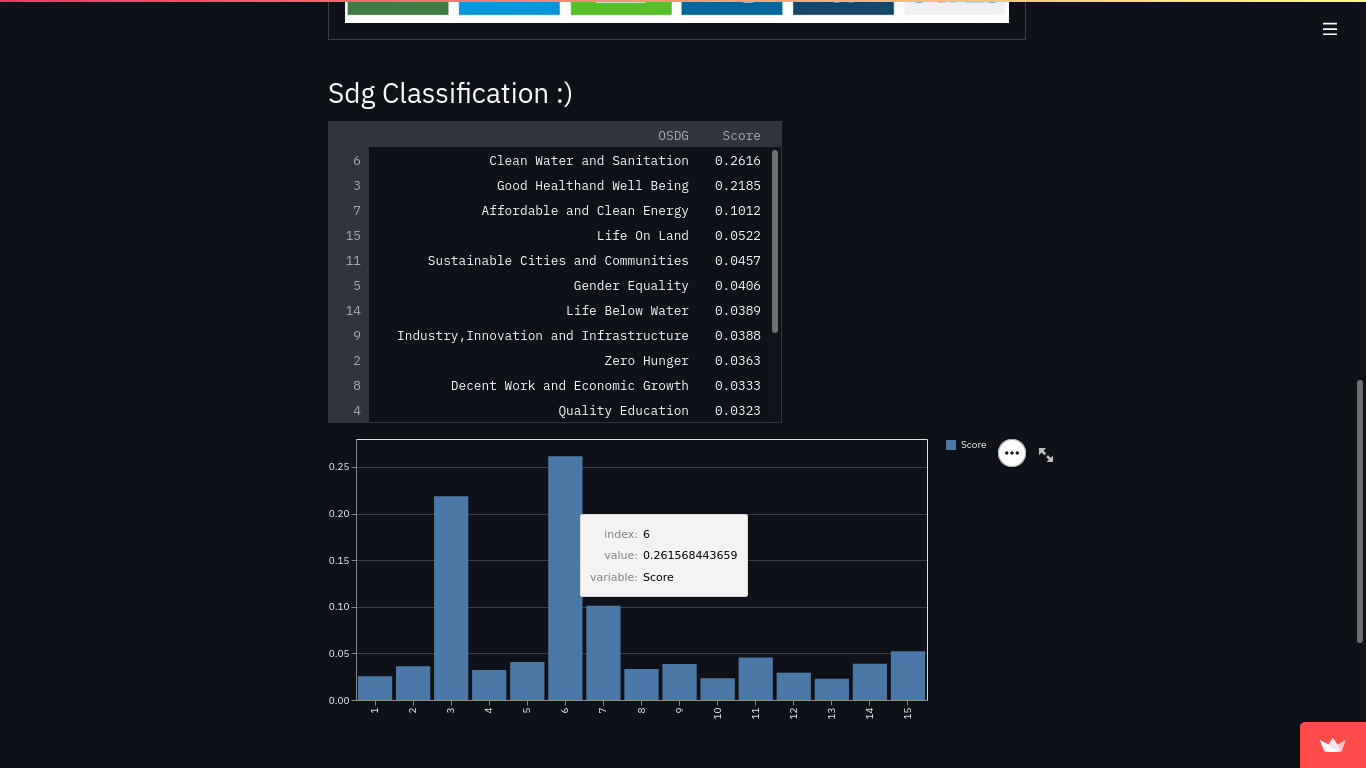 Sdg Classification :)
OSDG Score
6 Clean Water and Sanitation 0.2616
3 Good Healthand Well Being 0.2185
7 Affordable and Clean Energy 0.1012
15 Life On Land 0.0522
11 Sustainable Cities and Communities 0.0457
5 Gender Equality 0.0406
14 Life Below Water 0.0389
9 Industry,Innovation and Infrastructure 0.0388
2 Zero Hunger 0.0363
8 Decent Work and Economic Growth 0.0333
4 Quality Education 0.0323
Score
0.25
0.20
0.15
0.10
0.05
0.00
index: 6
value: 0.261568443659
variable: Score
1 2 3 4 5 6 7 8 9 10 11 12 13 14 15